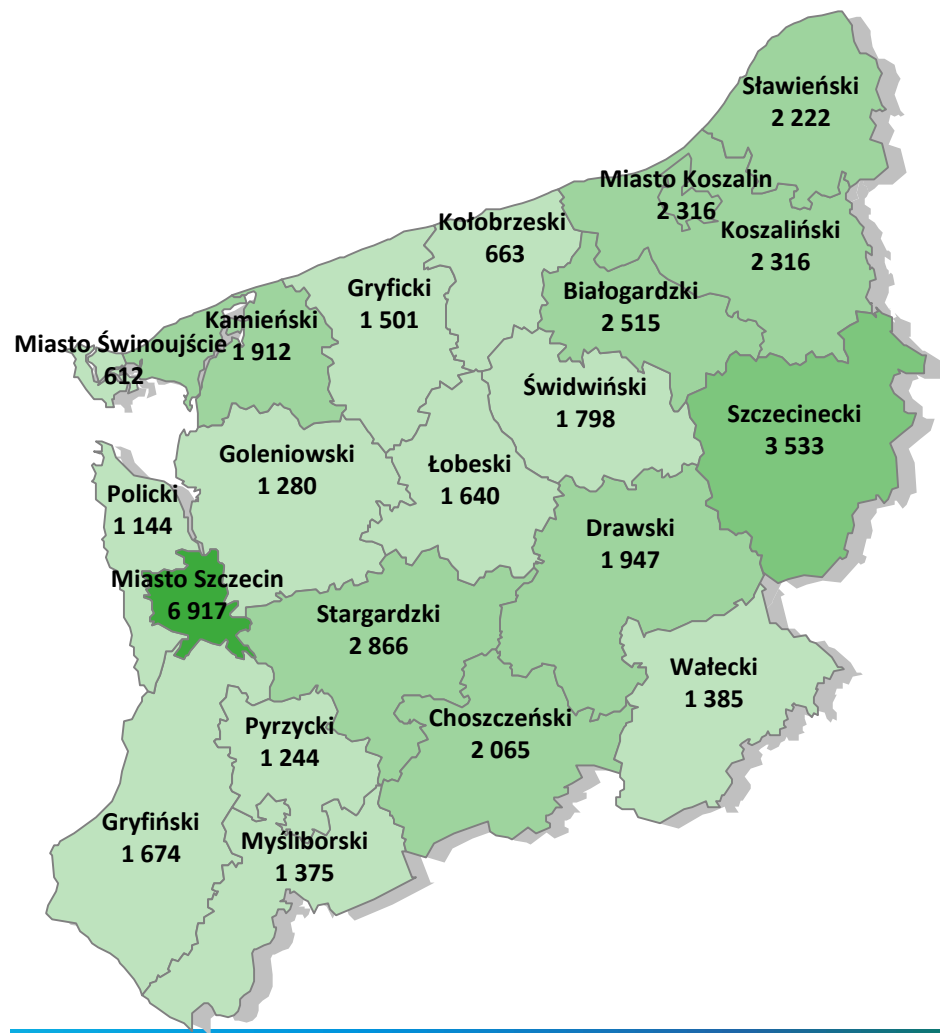 Sławieński
2 222
Miasto Koszalin
2 316
Koszaliński
2 316
Kołobrzeski
663
Gryficki
1 501
Białogardzki
2 515
Kamieński
1 912
Miasto Świnoujście
612
Świdwiński
1 798
Szczecinecki
3 533
Goleniowski
1 280
Łobeski
1 640
Policki
1 144
Drawski
1 947
Miasto Szczecin
6 917
Stargardzki
2 866
Wałecki
1 385
Choszczeński
2 065
Pyrzycki
1 244
Gryfiński
1 674
Myśliborski
1 375